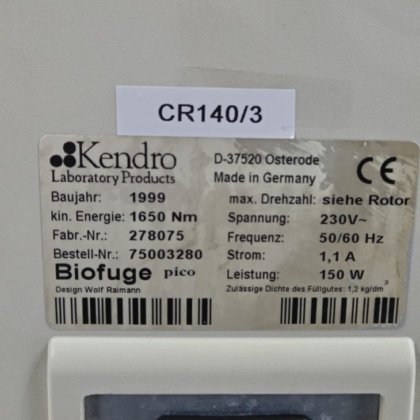 CR140/3
Kendro
Laboratory Products
D-37520 Osterode
Made in Germany
CE
Baujahr: 1999
max. Drehzahl: siehe Rotor
kin. Energie: 1650 Nm
Spannung: 230V~
Fabr.-Nr.: 278075
Frequenz: 50/60 Hz
Bestell-Nr.: 75003280
Strom: 1,1 A
Biofuge pico
Leistung: 150 W
Design Wolf Raimann
Zulässige Dichte des Füllgutes: 1,2 kg/dm³